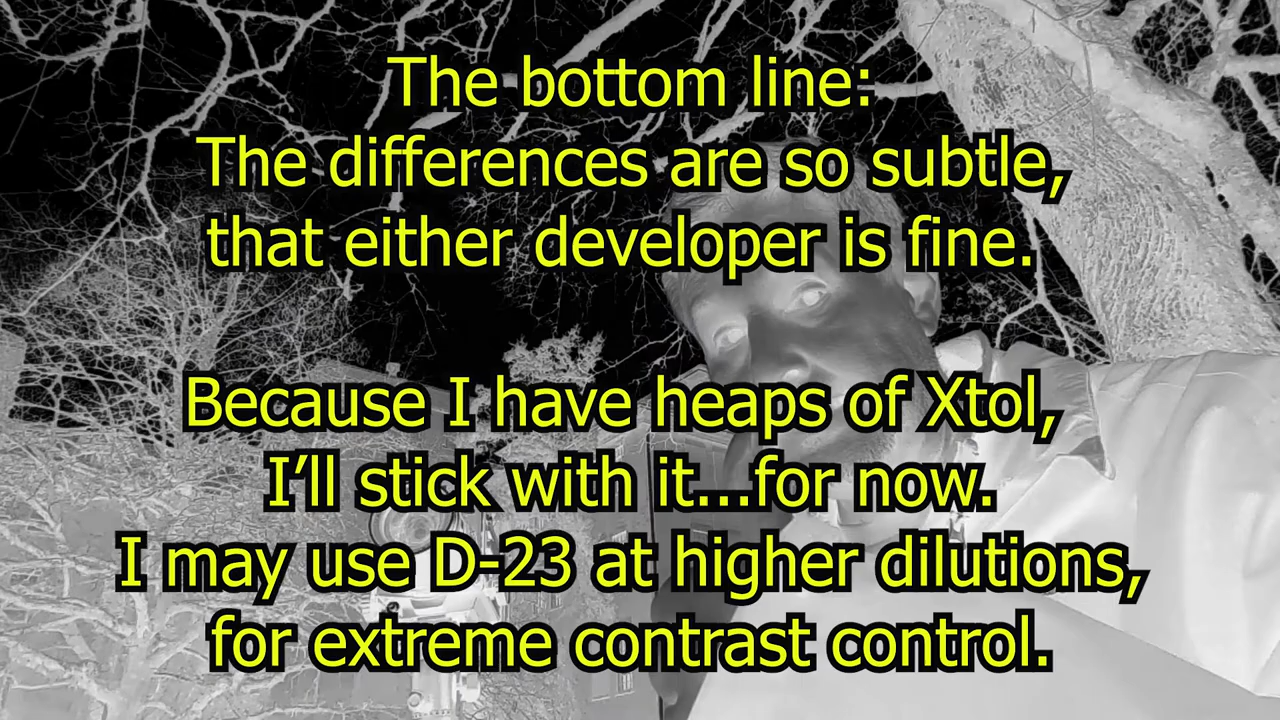 The bottom line:
The differences are so subtle,
that either developer is fine.
Because I have heaps of Xtol,
I’ll stick with it...for now.
I may use D-23 at higher dilutions,
for extreme contrast control.